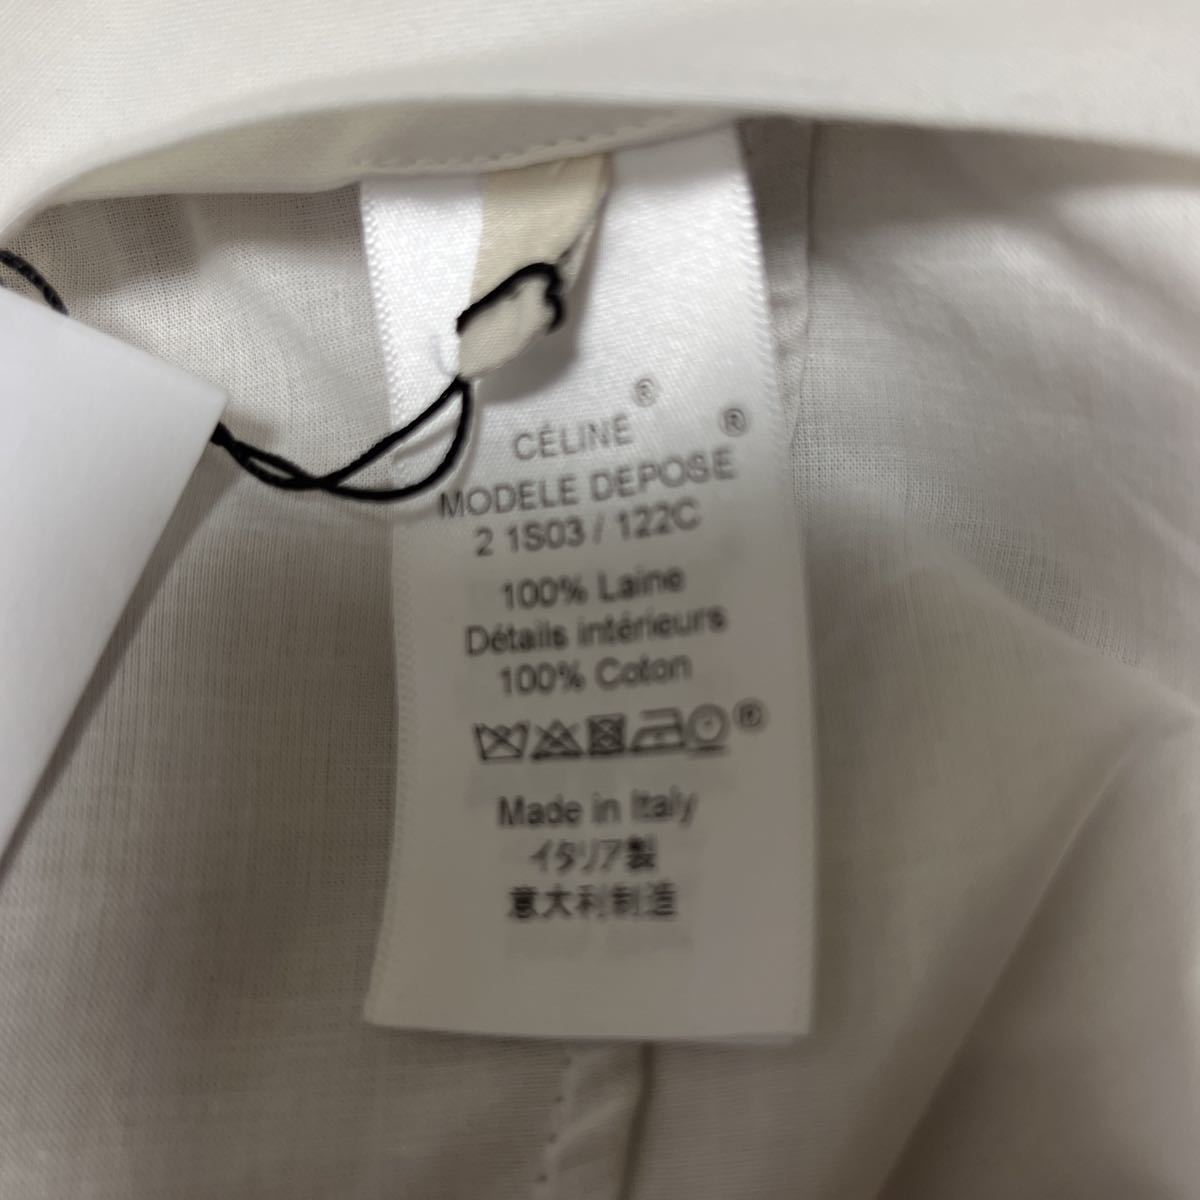 CÉLINE®
MODELE DEPOSE®
2 1S03 / 122C
100% Laine
Détails intérieurs
100% Coton
®
Made in Italy
イタリア製
意大利制造